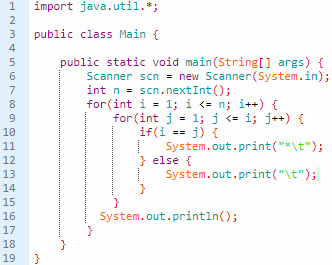 1 import java.util.*;
2
3 public class Main {
4
5     public static void main(String[] args) {
6         Scanner scn = new Scanner(System.in);
7         int n = scn.nextInt();
8         for(int i = 1; i <= n; i++) {
9             for(int j = 1; j <= i; j++) {
10                 if(i == j) {
11                     System.out.print("*\t");
12                 } else {
13                     System.out.print("\t");
14                 }
15             }
16           System.out.println();
17         }
18     }
19 }